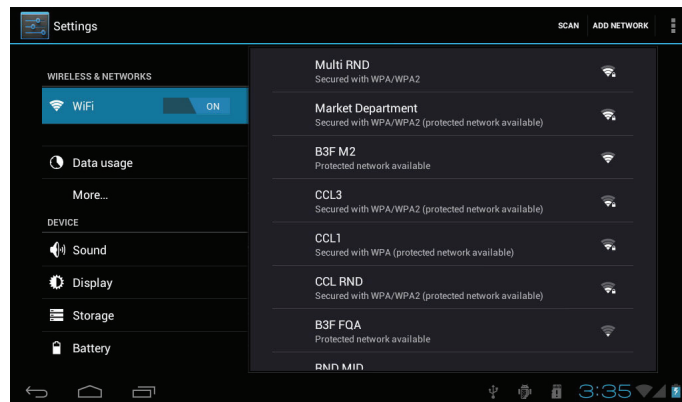 Settings
SCAN
ADD NETWORK
WIRELESS & NETWORKS
WiFi
ON
Data usage
More...
DEVICE
Sound
Display
Storage
Battery
Multi RND
Secured with WPA/WPA2
Market Department
Secured with WPA/WPA2 (protected network available)
B3F M2
Protected network available
CCL3
Secured with WPA/WPA2 (protected network available)
CCL1
Secured with WPA (protected network available)
CCL RND
Secured with WPA/WPA2 (protected network available)
B3F FQA
Protected network available
RND MID
3:35